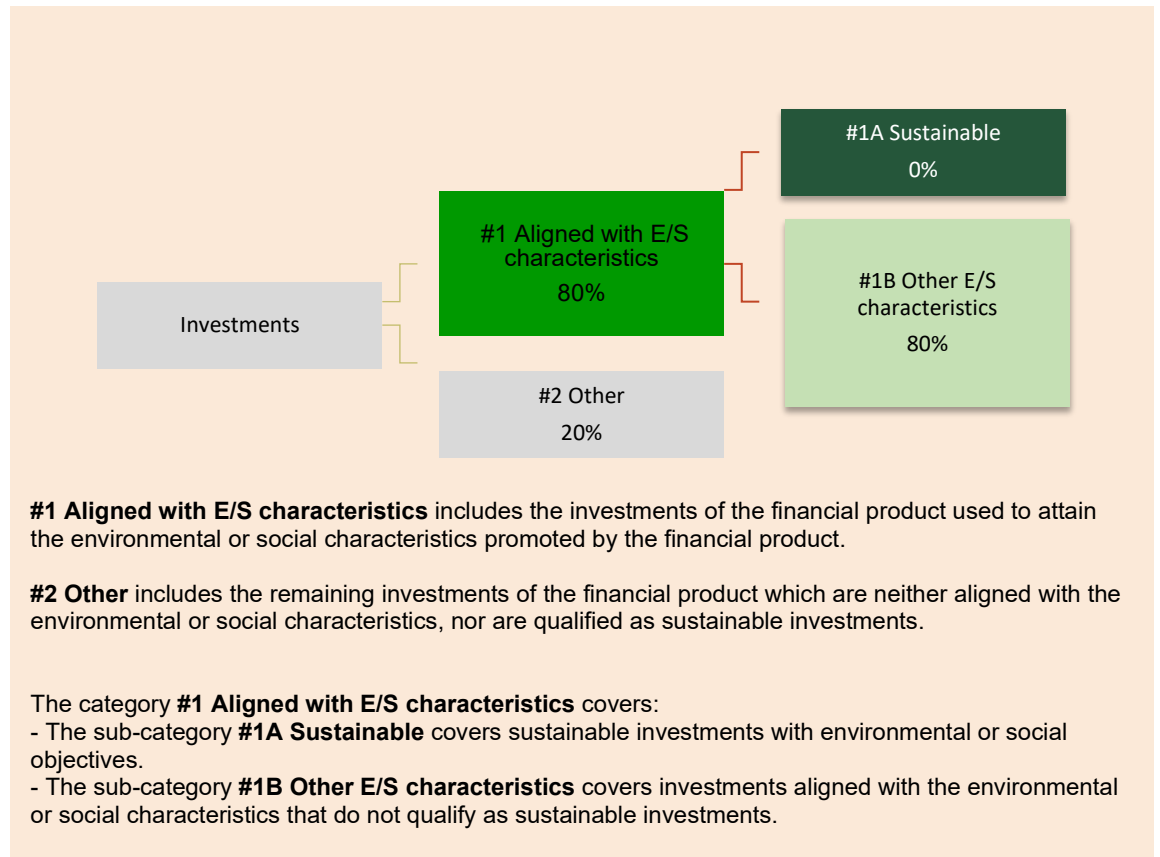 #1A Sustainable
0%
#1 Aligned with E/S
characteristics
80%
#1B Other E/S
characteristics
80%
Investments
#2 Other
20%
#1 Aligned with E/S characteristics includes the investments of the financial product used to attain
the environmental or social characteristics promoted by the financial product.
#2 Other includes the remaining investments of the financial product which are neither aligned with the
environmental or social characteristics, nor are qualified as sustainable investments.
The category #1 Aligned with E/S characteristics covers:
- The sub-category #1A Sustainable covers sustainable investments with environmental or social
objectives.
- The sub-category #1B Other E/S characteristics covers investments aligned with the environmental
or social characteristics that do not qualify as sustainable investments.